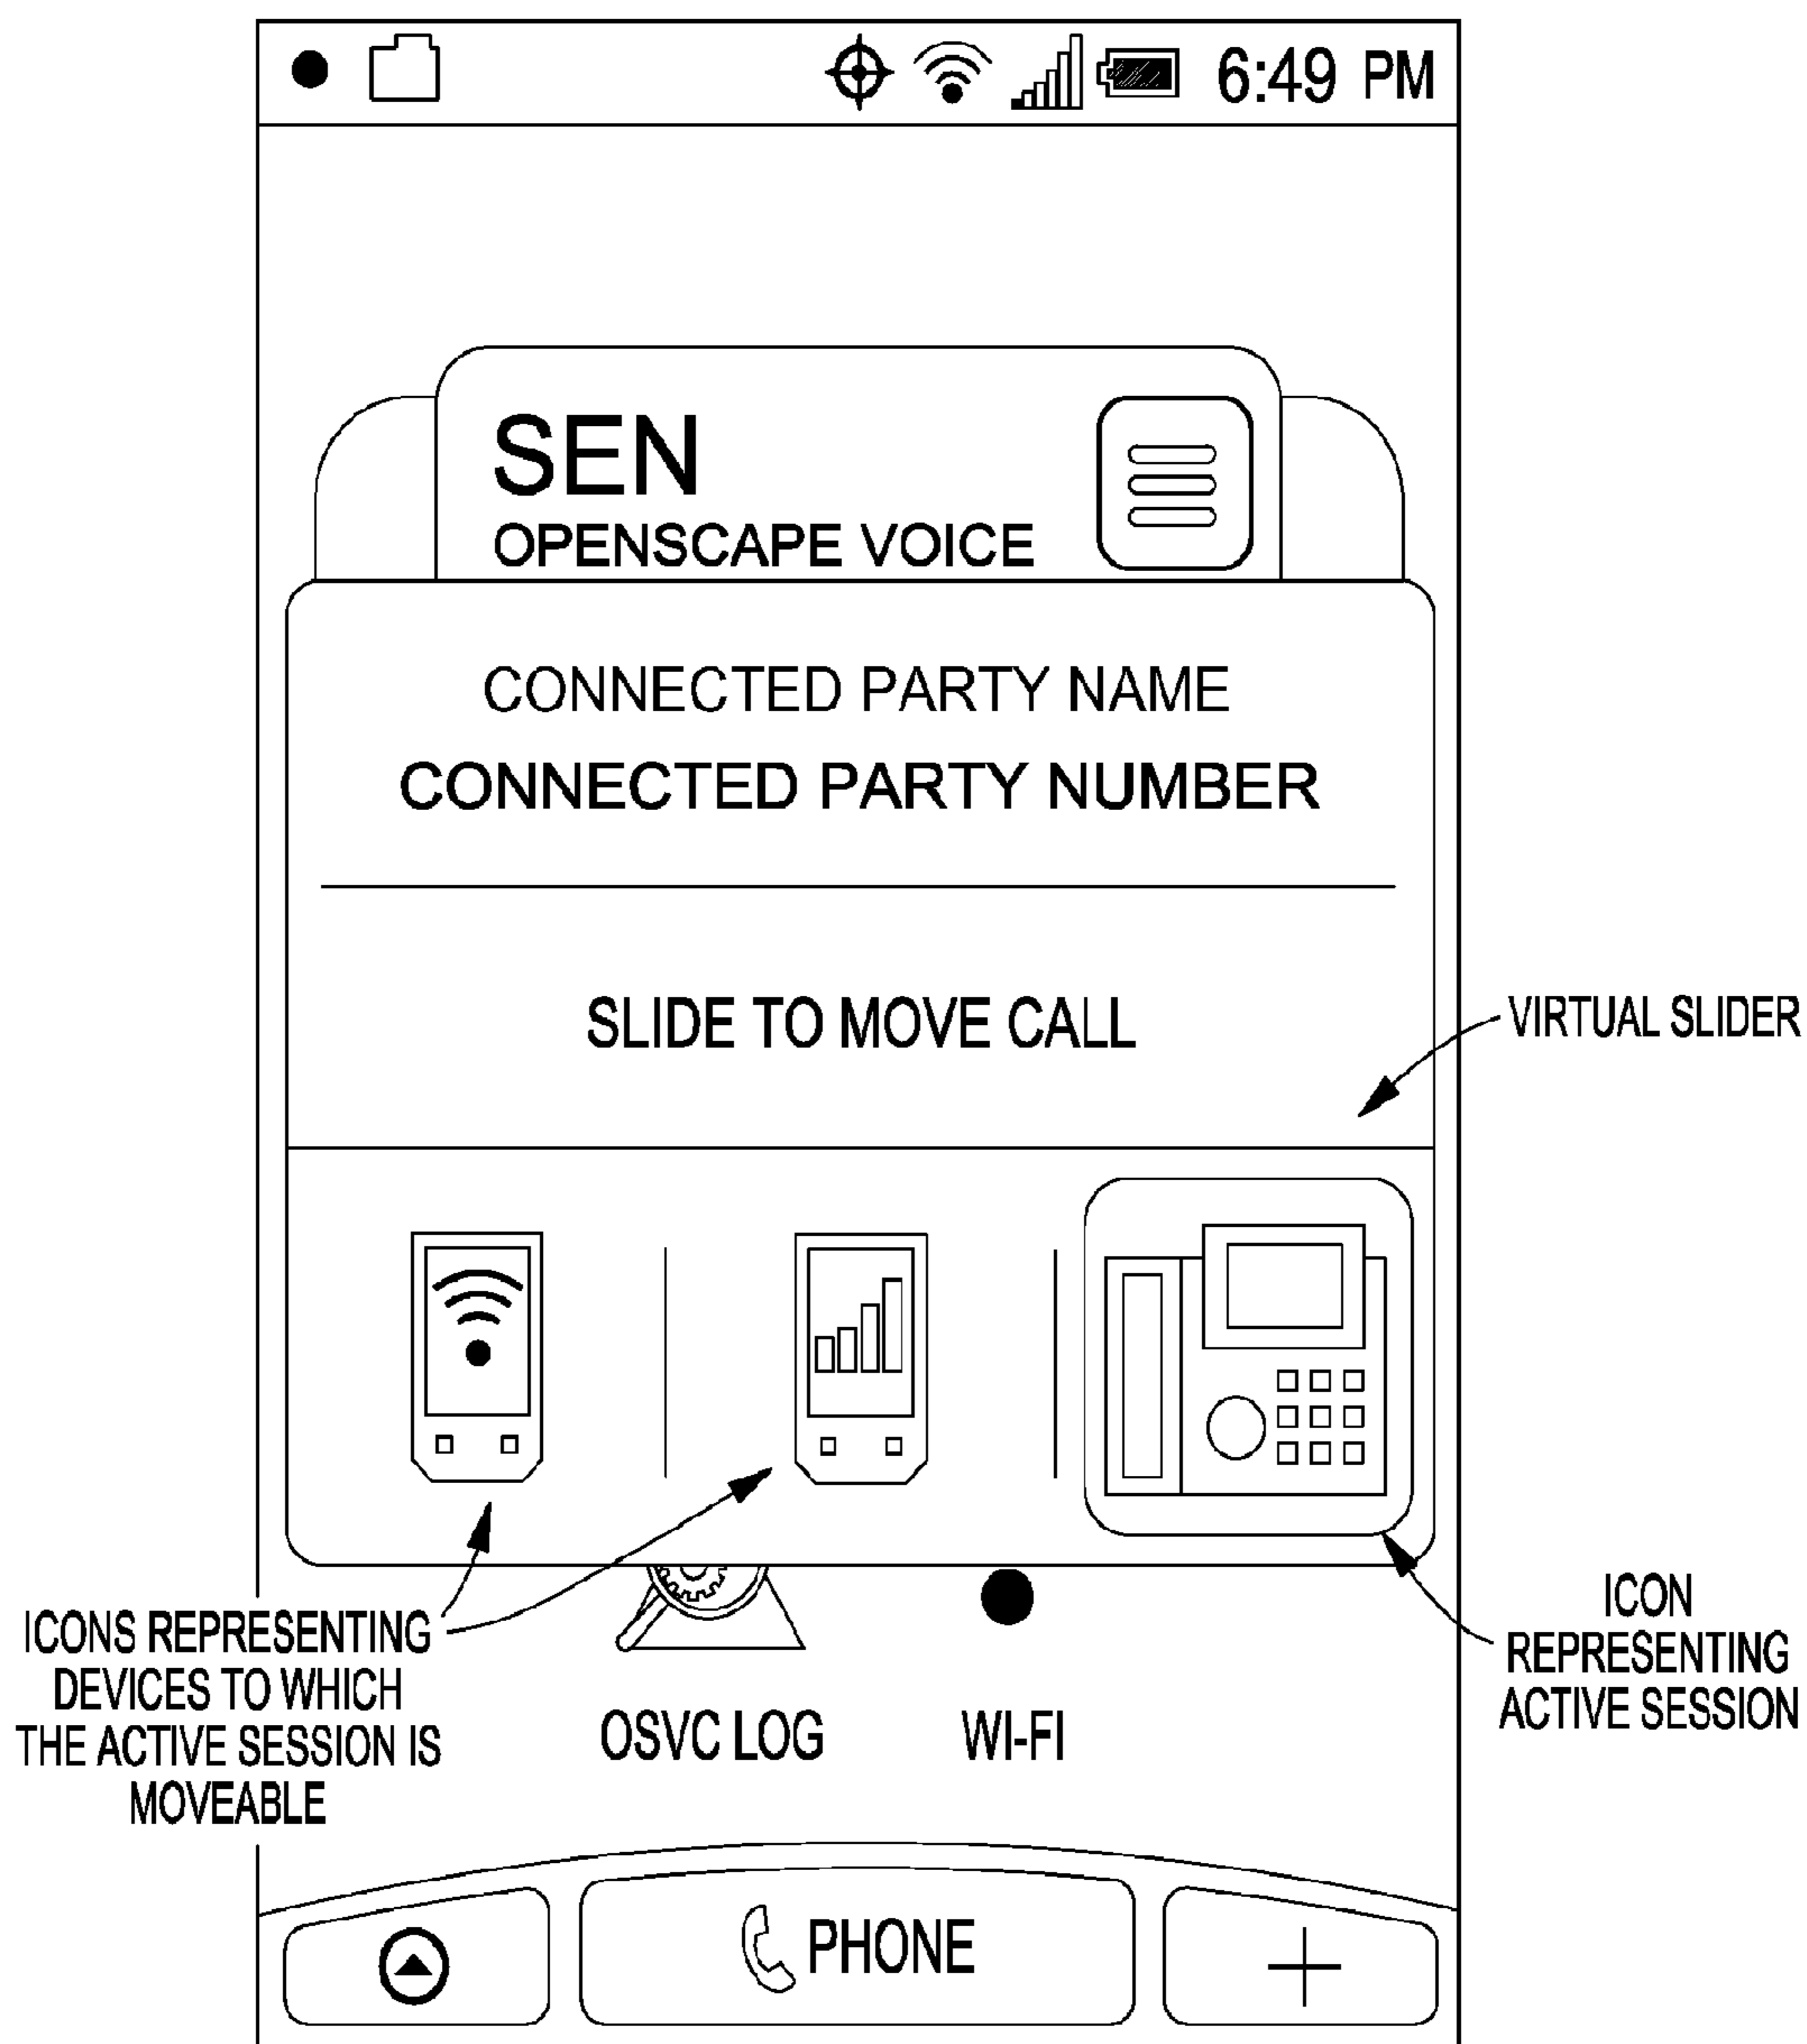 6:49 PM
SEN
OPENSCAPE VOICE
CONNECTED PARTY NAME
CONNECTED PARTY NUMBER
SLIDE TO MOVE CALL
VIRTUAL SLIDER
ICONS REPRESENTING
DEVICES TO WHICH
THE ACTIVE SESSION IS
MOVEABLE
ICON
REPRESENTING
ACTIVE SESSION
OSVC LOG
WI-FI
PHONE